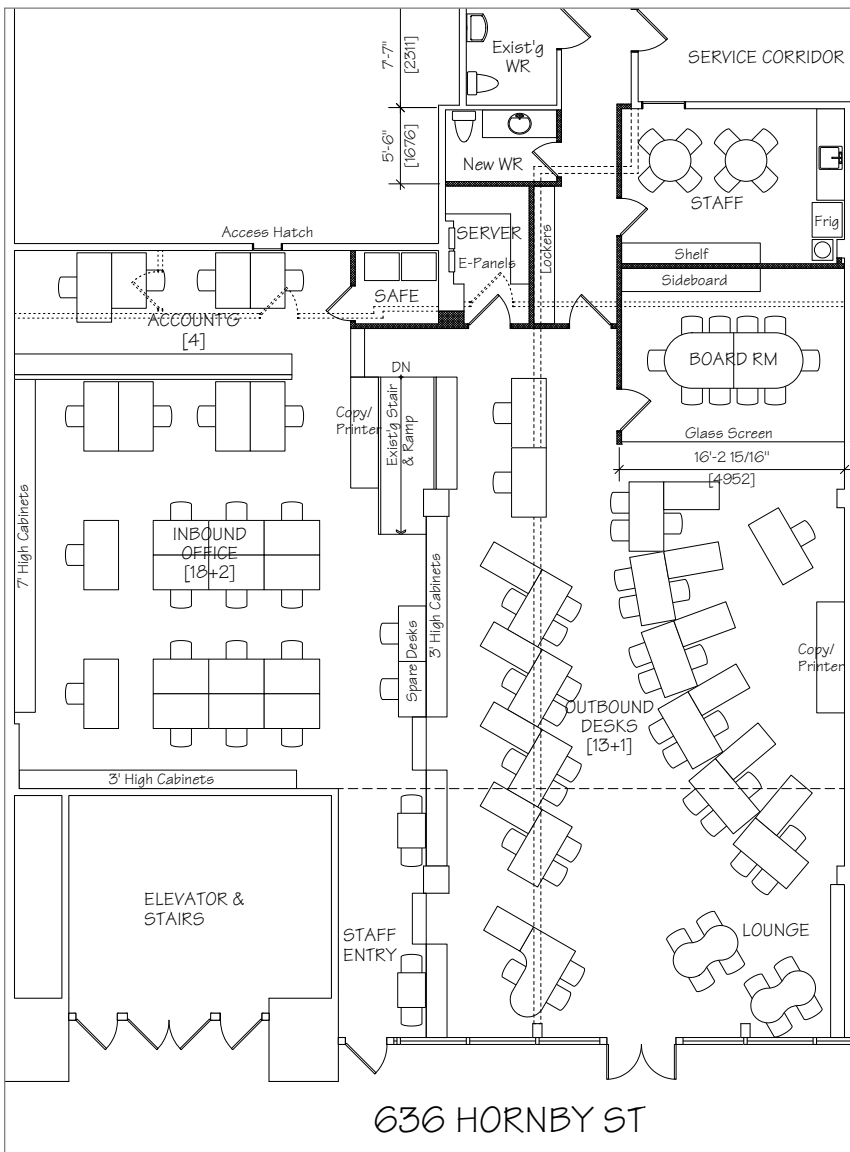 7'-7"
[2311]
Exist'g
WR
SERVICE CORRIDOR
5'-6"
[1676]
New WR
STAFF
Frig
Access Hatch
SERVER
E-Panels
Lockers
Shelf
Sideboard
SAFE
ACCOUNT'G
[4]
BOARD RM
DN
Copy/
Printer
Exist'g Stair
& Ramp
Glass Screen
16'-2 15/16"
[4952]
7' High Cabinets
INBOUND
OFFICE
[18+2]
3' High Cabinets
Spare Desks
Copy/
Printer
OUTBOUND
DESKS
[13+1]
3' High Cabinets
ELEVATOR &
STAIRS
STAFF
ENTRY
LOUNGE
636 HORNBY ST